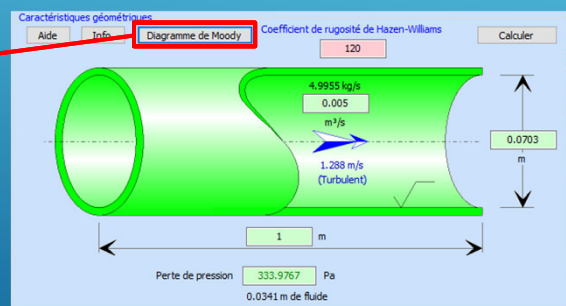 Caractéristiques géométriques
Aide Info Diagramme de Moody Coefficient de rugosité de Hazen-Williams Calculer
120
4.9955 kg/s
0.005
m³/s
0.0703
m
1.288 m/s
(Turbulent)
1 m
Perte de pression 333.9767 Pa
0.0341 m de fluide